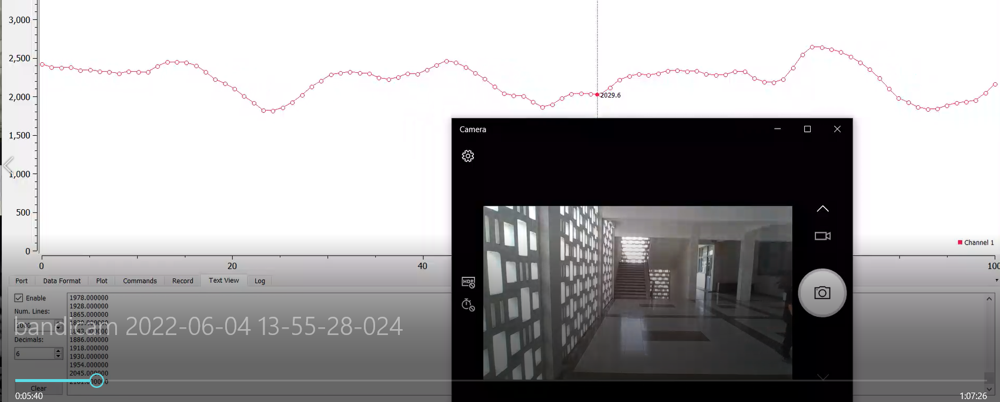 3,000
2,500
2,000
2029.6
Camera
1,500
1,000
500
0
Channel 1
0 20 40 100
Port Data Format Plot Commands Record Text View Log
Enable
1978.000000
1928.000000
Num. Lines:
1865.000000
1000
bandicam 2022-06-04 13-55-28-024
1843.000000
Decimals:
1886.000000
6
1918.000000
1930.000000
1954.000000
2045.000000
Clear
0:05:40
1:07:26